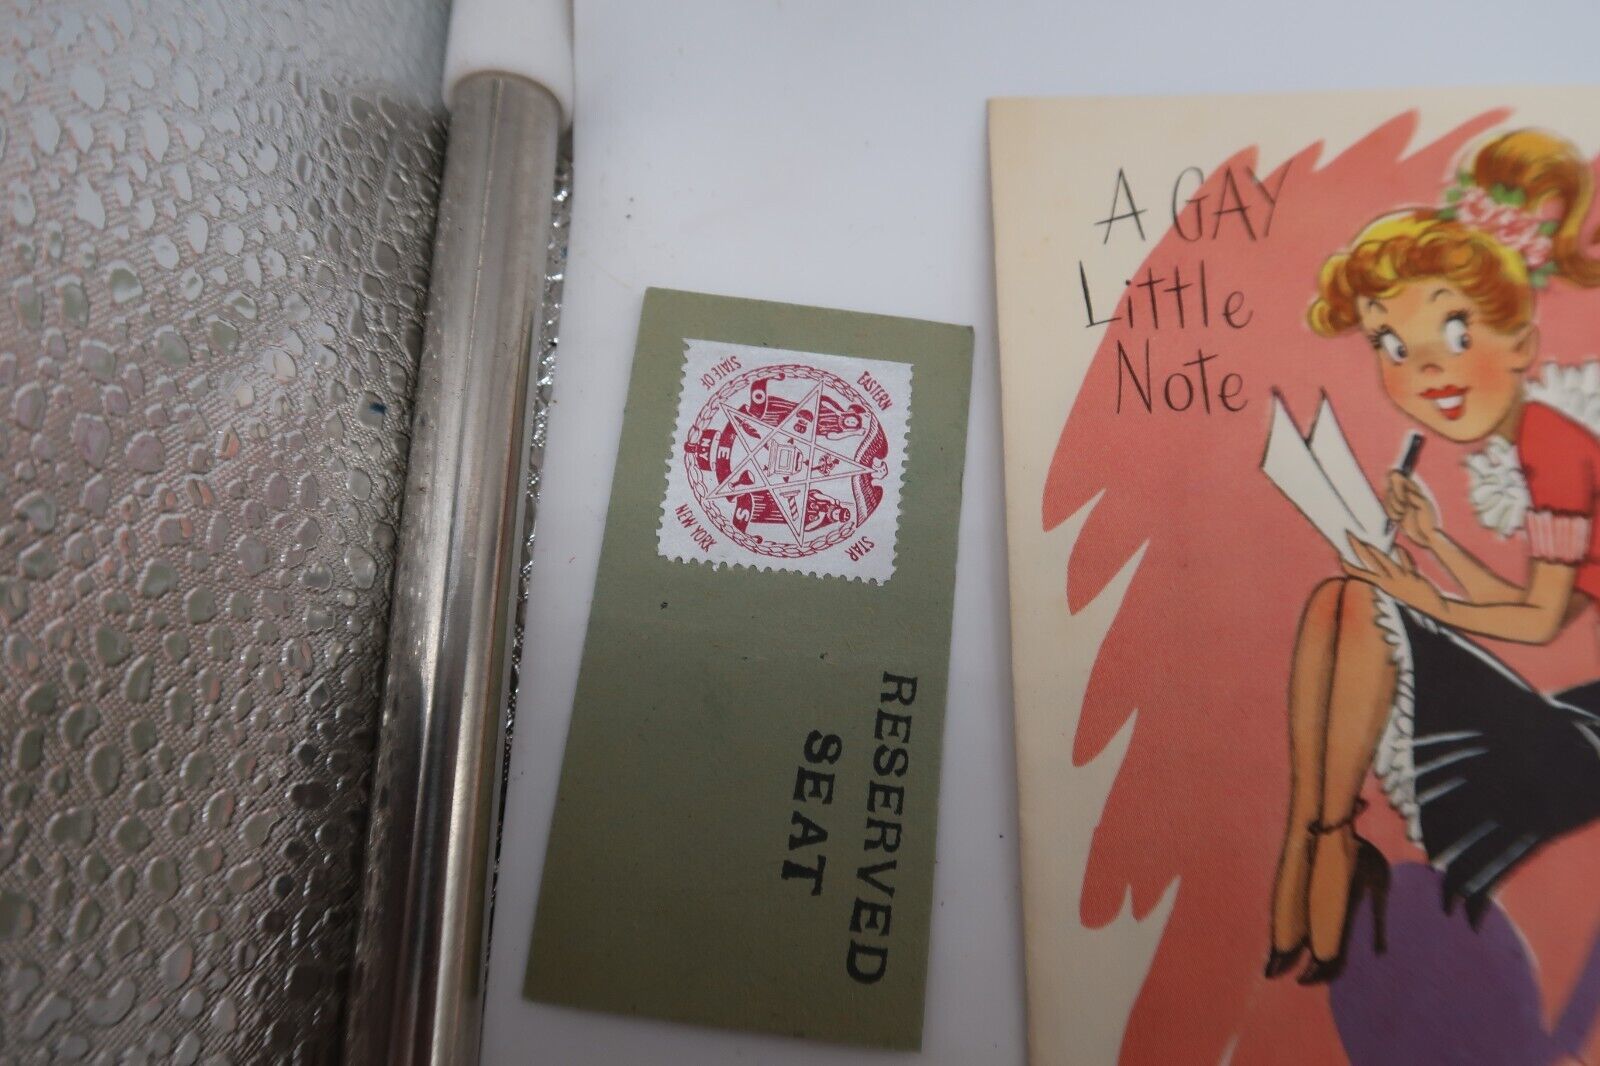 STATE OF
EASTERN
O
E
N.Y
S
NEW YORK
STAR
RESERVED
SEAT
A GAY
Little
Note